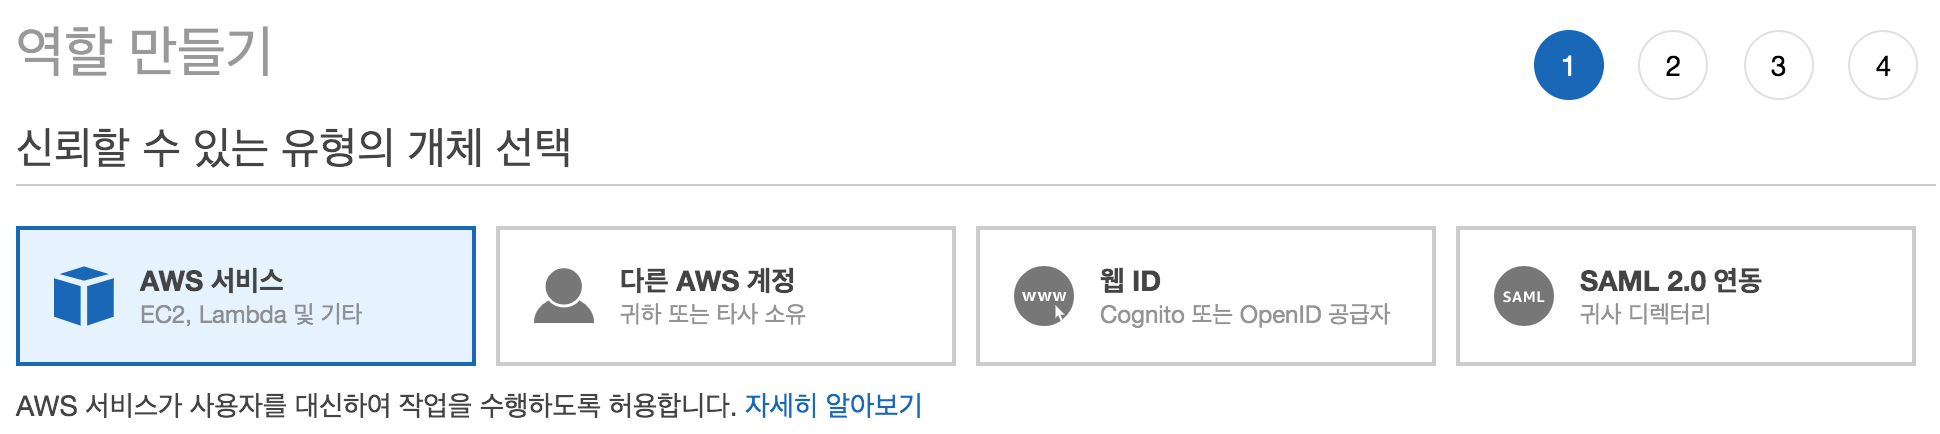 역할 만들기
1 2 3 4
신뢰할 수 있는 유형의 개체 선택
AWS 서비스
EC2, Lambda 및 기타
다른 AWS 계정
귀하 또는 타사 소유
WWW
웹 ID
Cognito 또는 OpenID 공급자
SAML
SAML 2.0 연동
귀사 디렉터리
AWS 서비스가 사용자를 대신하여 작업을 수행하도록 허용합니다. 자세히 알아보기